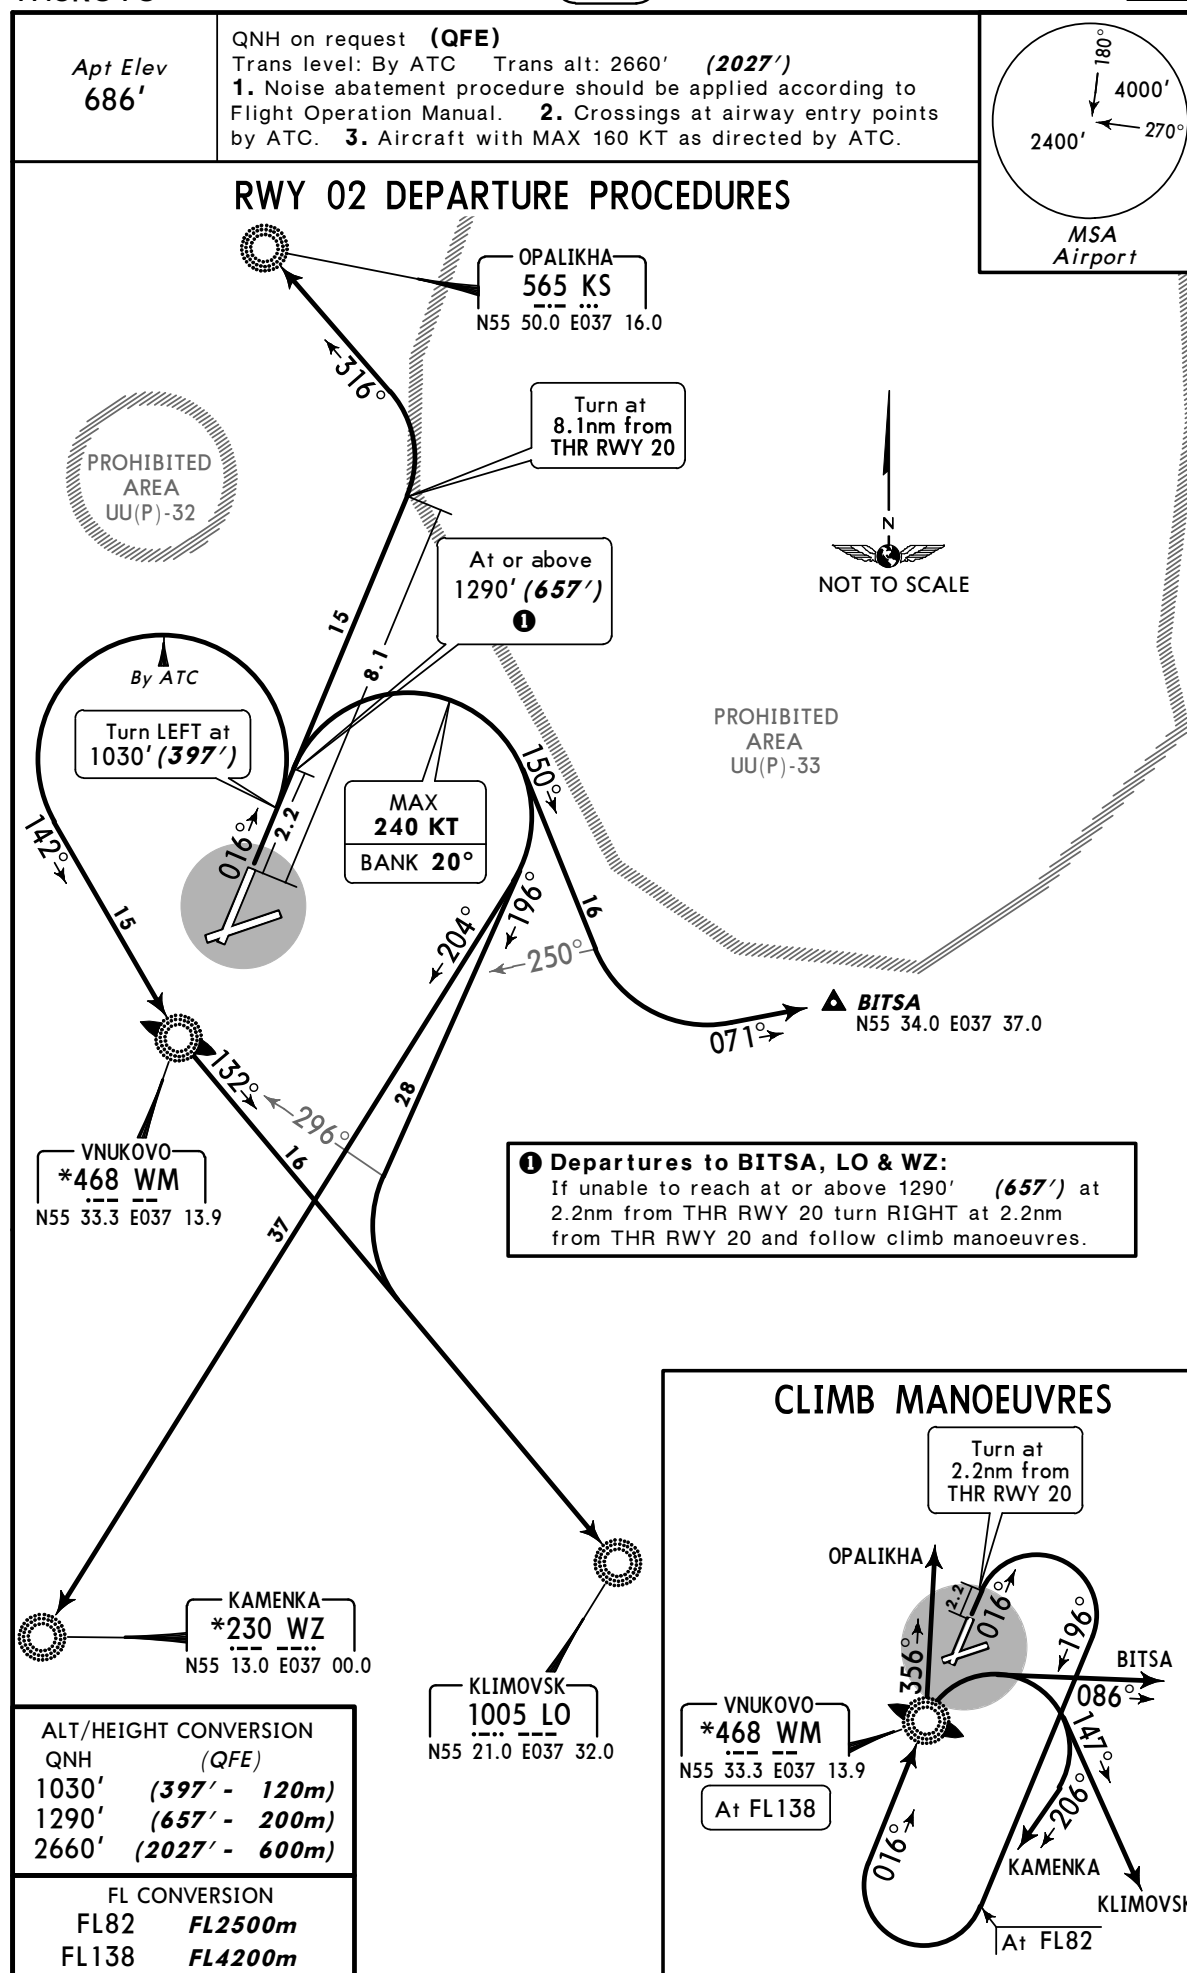 Apt Elev
686'
QNH on request (QFE)
Trans level: By ATC Trans alt: 2660' (2027')
1. Noise abatement procedure should be applied according to
Flight Operation Manual. 2. Crossings at airway entry points
by ATC. 3. Aircraft with MAX 160 KT as directed by ATC.
180°
4000'
270°
2400'
MSA
Airport
RWY 02 DEPARTURE PROCEDURES
OPALIKHA
565 KS
N55 50.0 E037 16.0
316°
Turn at
8.1nm from
THR RWY 20
PROHIBITED
AREA
UU(P)-32
N
NOT TO SCALE
At or above
1290' (657')
1
15
8.1
By ATC
Turn LEFT at
1030' (397')
PROHIBITED
AREA
UU(P)-33
150°
MAX
240 KT
BANK 20°
2.2
016°
142°
15
204°
196°
16
250°
BITSA
N55 34.0 E037 37.0
071°
132°
296°
28
16
VNUKOVO
*468 WM
N55 33.3 E037 13.9
37
1 Departures to BITSA, LO & WZ:
If unable to reach at or above 1290' (657') at
2.2nm from THR RWY 20 turn RIGHT at 2.2nm
from THR RWY 20 and follow climb manoeuvres.
KAMENKA
*230 WZ
N55 13.0 E037 00.0
KLIMOVSK
1005 LO
N55 21.0 E037 32.0
CLIMB MANOEUVRES
Turn at
2.2nm from
THR RWY 20
OPALIKHA
2.2
016°
196°
356°
BITSA
086°
147°
VNUKOVO
*468 WM
N55 33.3 E037 13.9
At FL138
206°
016°
KAMENKA
KLIMOVSK
At FL82
ALT/HEIGHT CONVERSION
QNH (QFE)
1030' (397' - 120m)
1290' (657' - 200m)
2660' (2027' - 600m)
FL CONVERSION
FL82 FL2500m
FL138 FL4200m